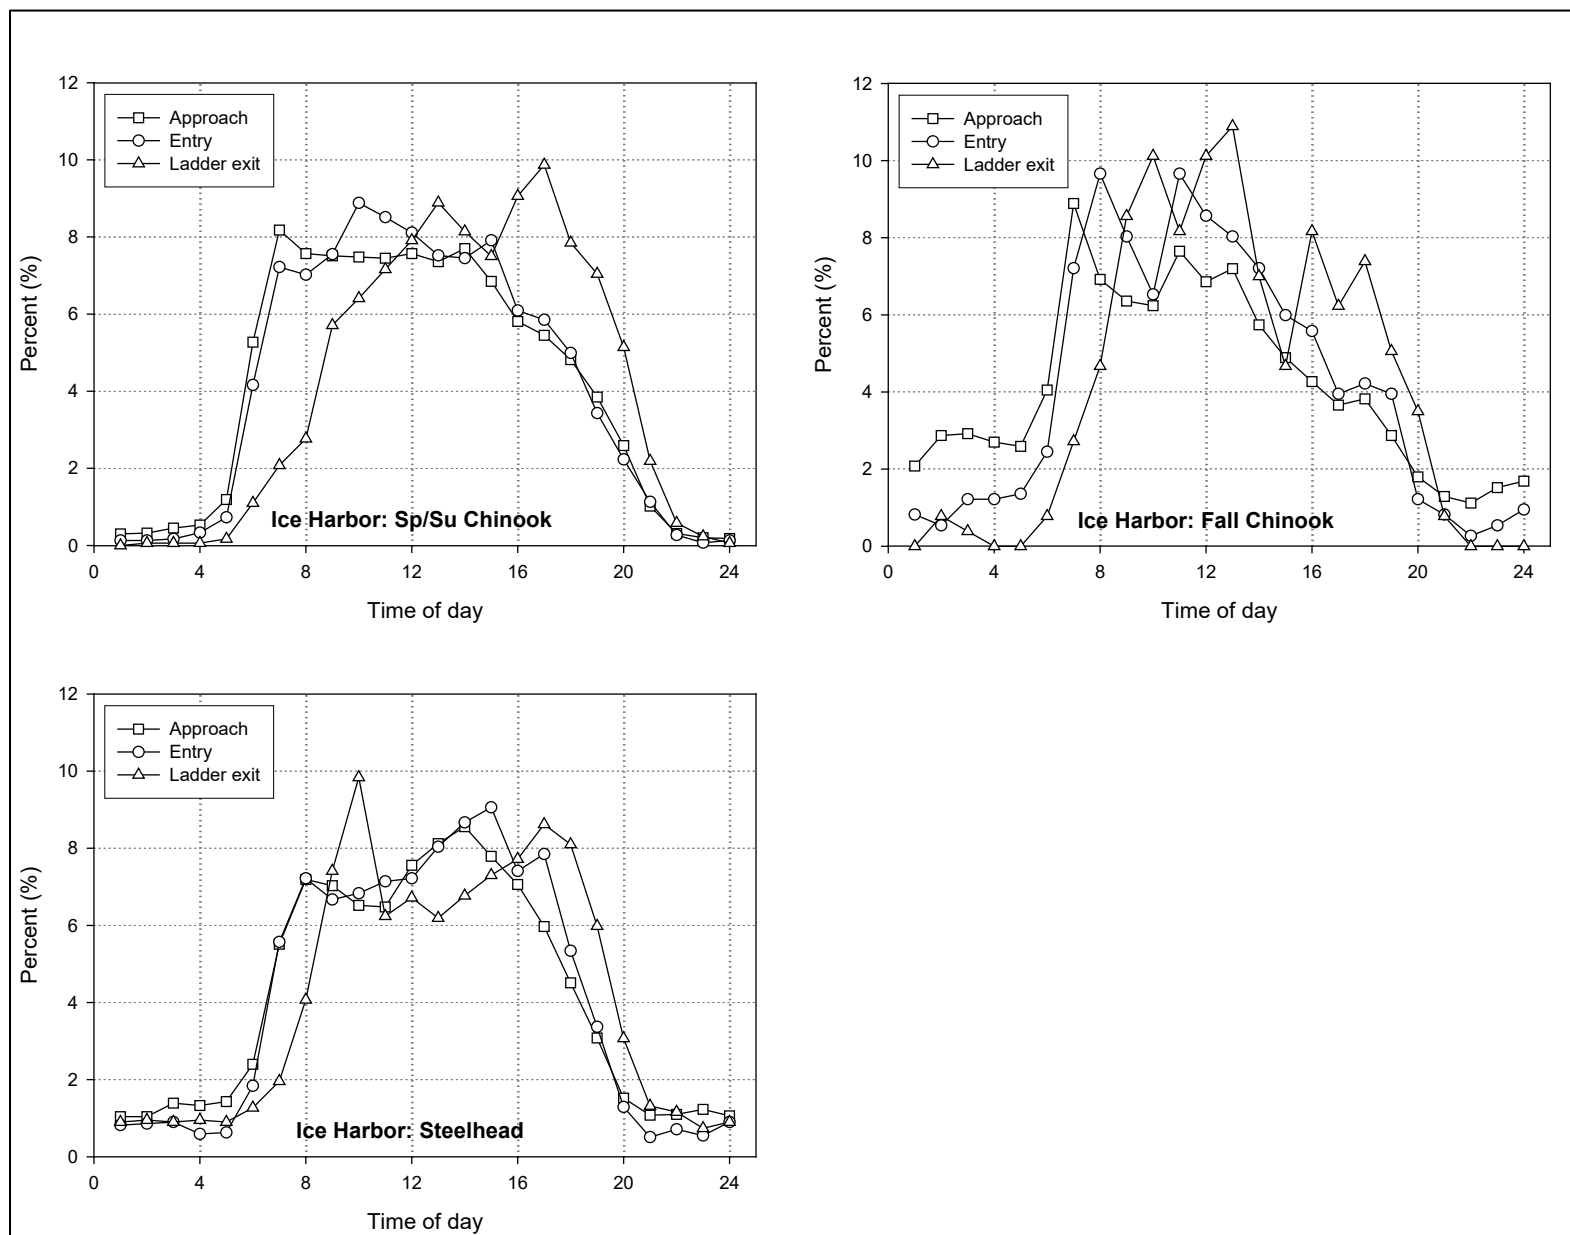 12
10
8
6
4
2
0
Percent (%)
Approach
Entry
Ladder exit
Ice Harbor: Sp/Su Chinook
0 4 8 12 16 20 24
Time of day
12
10
8
6
4
2
0
Percent (%)
Approach
Entry
Ladder exit
Ice Harbor: Fall Chinook
0 4 8 12 16 20 24
Time of day
12
10
8
6
4
2
0
Percent (%)
Approach
Entry
Ladder exit
Ice Harbor: Steelhead
0 4 8 12 16 20 24
Time of day